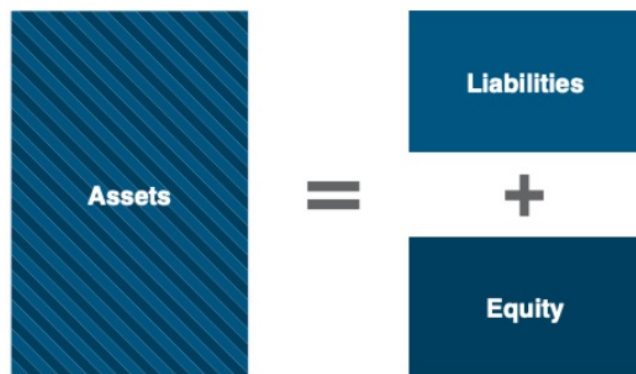 Assets
=
Liabilities
+
Equity